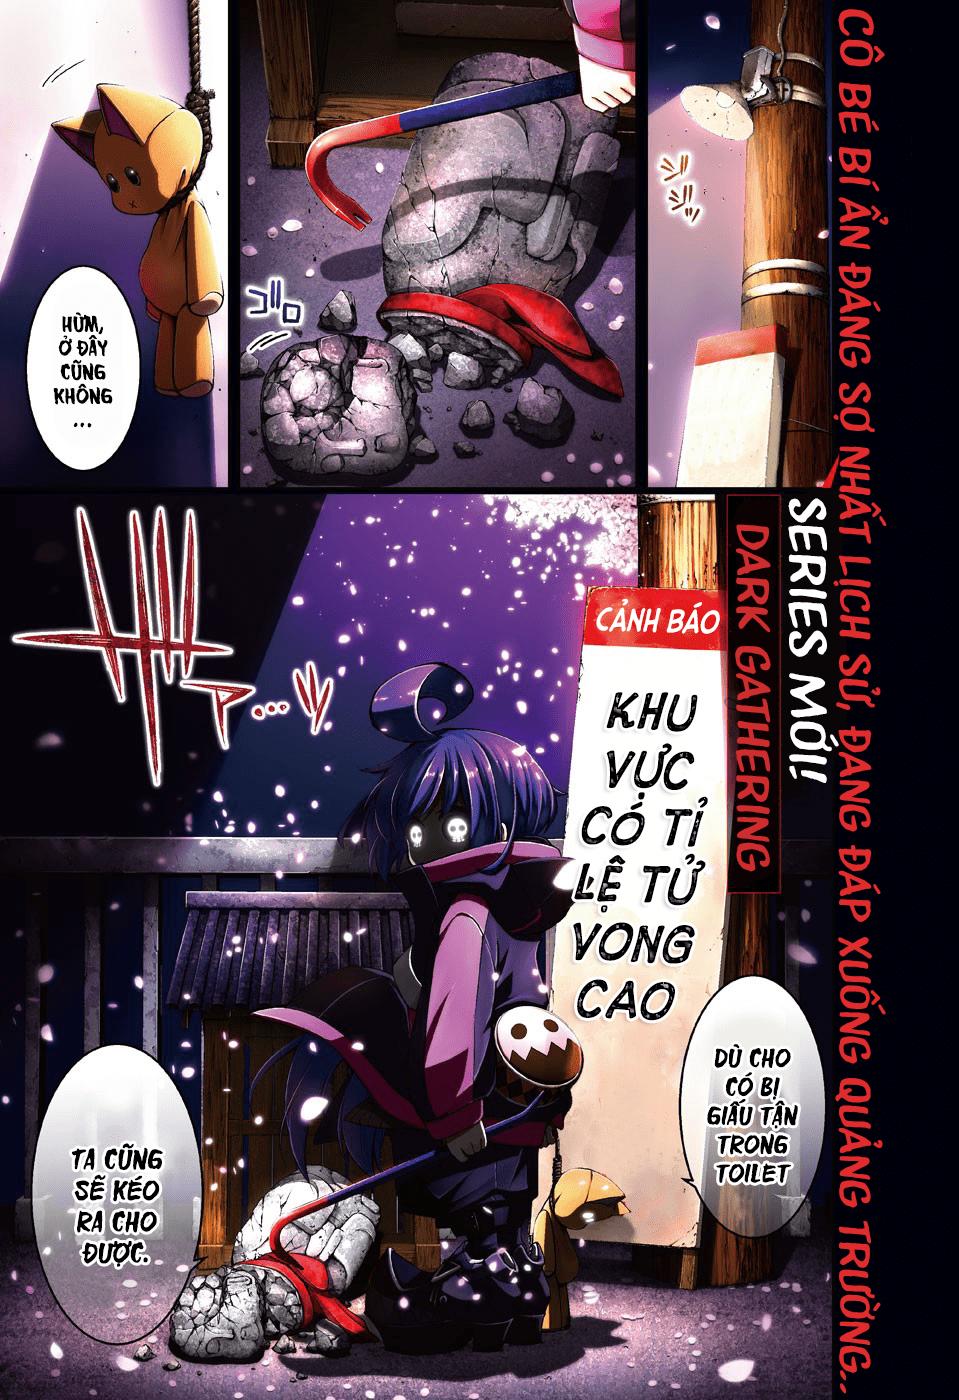 CÔ BÉ BÍ ẨN ĐÁNG SỢ NHẤT LỊCH SỬ, ĐANG ĐÁP XUỐNG QUẢNG TRƯỜNG...
SERIES MỚI!
DARK GATHERING
ゴロ
HỪM,
Ở ĐÂY
CŨNG
KHÔNG
...
CẢNH BÁO
KHU
VỰC
CÓ TỈ
LỆ TỬ
VONG
CAO
DÙ CHO
CÓ BỊ
GIẤU TẬN
TRONG
TOILET
TA CŨNG
SẼ KÉO
RA CHO
ĐƯỢC.